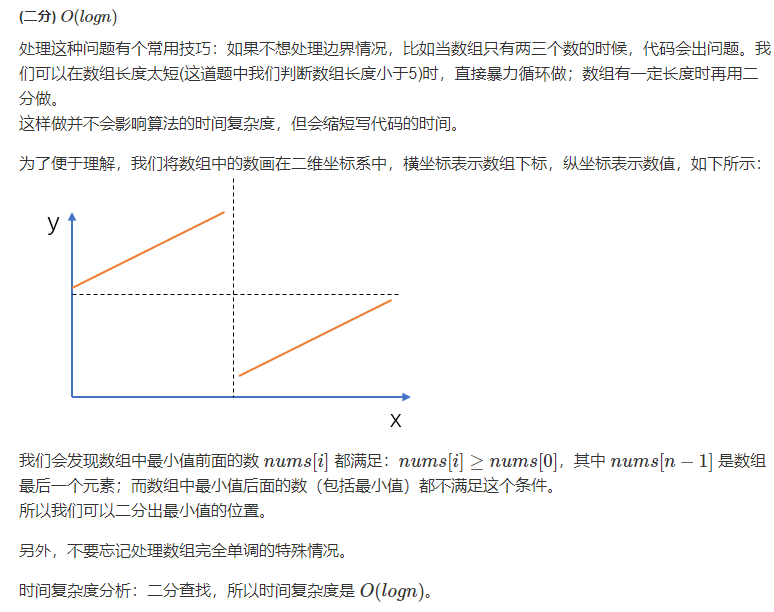 (二分) O(logn)
处理这种问题有个常用技巧：如果不想处理边界情况，比如当数组只有两三个数的时候，代码会出问题。我
们可以在数组长度太短(这道题中我们判断数组长度小于5)时，直接暴力循环做；数组有一定长度时再用二
分做。
这样做并不会影响算法的时间复杂度，但会缩短写代码的时间。
为了便于理解，我们将数组中的数画在二维坐标系中，横坐标表示数组下标，纵坐标表示数值，如下所示：
y
x
我们会发现数组中最小值前面的数 nums[i] 都满足：nums[i] ≥ nums[0]，其中 nums[n − 1] 是数组
最后一个元素；而数组中最小值后面的数（包括最小值）都不满足这个条件。
所以我们可以二分出最小值的位置。
另外，不要忘记处理数组完全单调的特殊情况。
时间复杂度分析：二分查找，所以时间复杂度是 O(logn)。